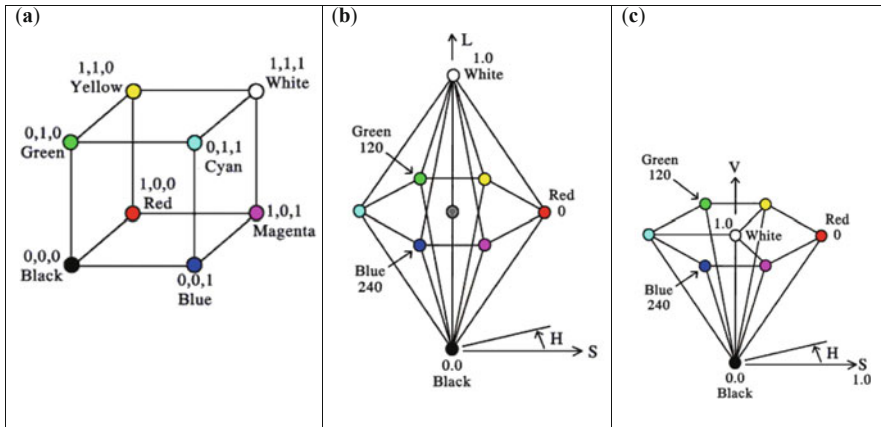 (a)
1,1,0
Yellow
1,1,1
White
0,1,0
Green
0,1,1
Cyan
1,0,0
Red
1,0,1
Magenta
0,0,0
Black
0,0,1
Blue
(b)
L
1.0
White
Green
120
Red
0
Blue
240
H
S
0.0
Black
(c)
V
Green
120
1.0
White
Red
0
Blue
240
H
S
1.0
0.0
Black